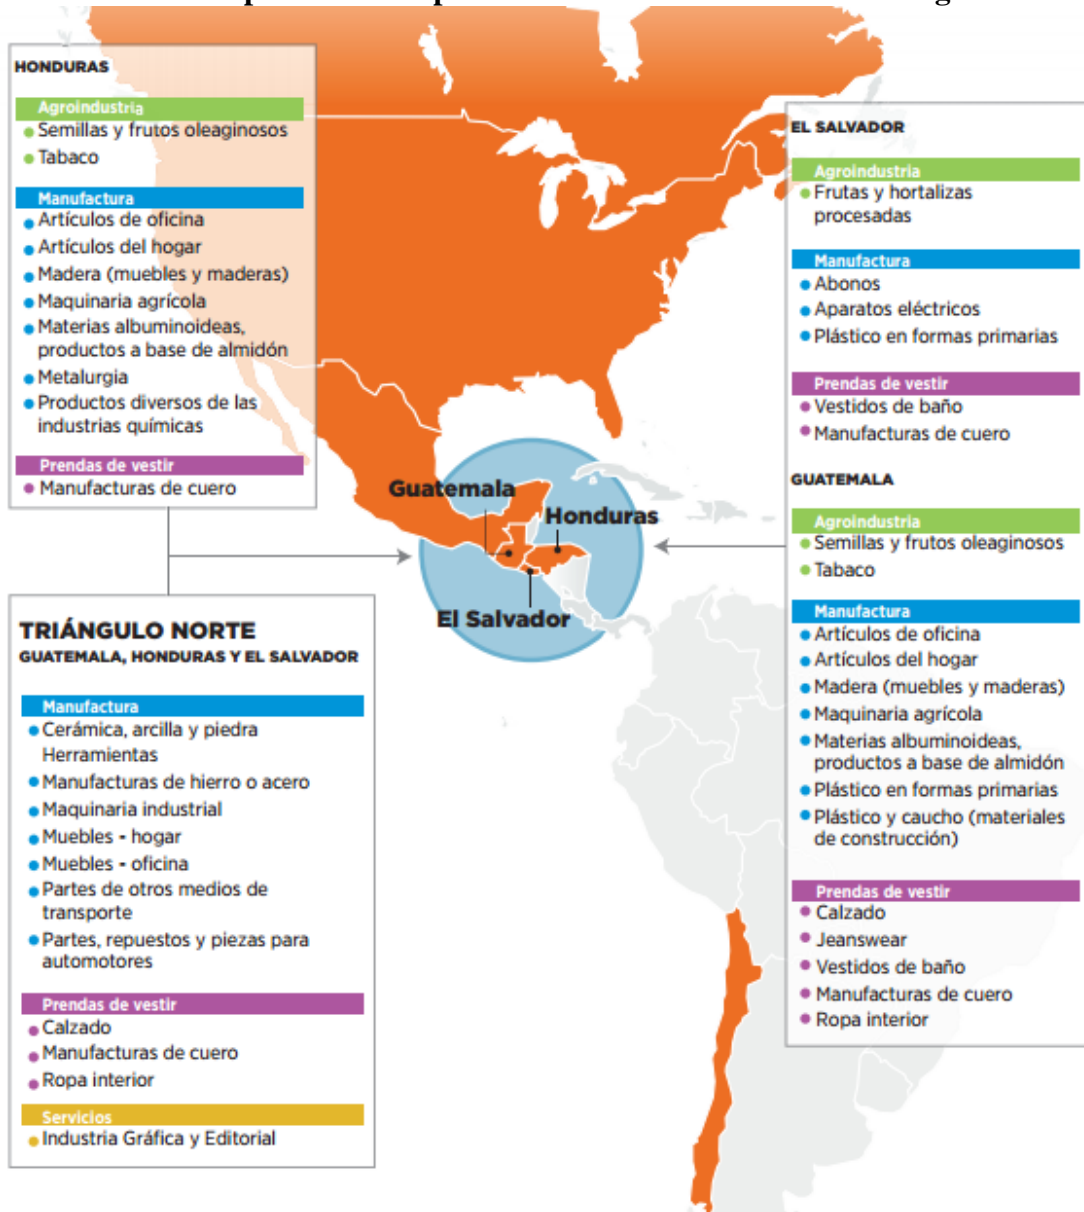 HONDURAS
Agroindustria
Semillas y frutos oleaginosos
Tabaco
Manufactura
Artículos de oficina
Artículos del hogar
Madera (muebles y maderas)
Maquinaria agrícola
Materias albuminoideas,
productos a base de almidón
Metalurgia
Productos diversos de las
industrias químicas
Prendas de vestir
Manufacturas de cuero
TRIÁNGULO NORTE
GUATEMALA, HONDURAS Y EL SALVADOR
Manufactura
Cerámica, arcilla y piedra
Herramientas
Manufacturas de hierro o acero
Maquinaria industrial
Muebles - hogar
Muebles - oficina
Partes de otros medios de
transporte
Partes, repuestos y piezas para
automotores
Prendas de vestir
Calzado
Manufacturas de cuero
Ropa interior
Servicios
Industria Gráfica y Editorial
Guatemala
Honduras
El Salvador
EL SALVADOR
Agroindustria
Frutas y hortalizas
procesadas
Manufactura
Abonos
Aparatos eléctricos
Plástico en formas primarias
Prendas de vestir
Vestidos de baño
Manufacturas de cuero
GUATEMALA
Agroindustria
Semillas y frutos oleaginosos
Tabaco
Manufactura
Artículos de oficina
Artículos del hogar
Madera (muebles y maderas)
Maquinaria agrícola
Materias albuminoideas,
productos a base de almidón
Plástico en formas primarias
Plástico y caucho (materiales
de construcción)
Prendas de vestir
Calzado
Jeanswear
Vestidos de baño
Manufacturas de cuero
Ropa interior